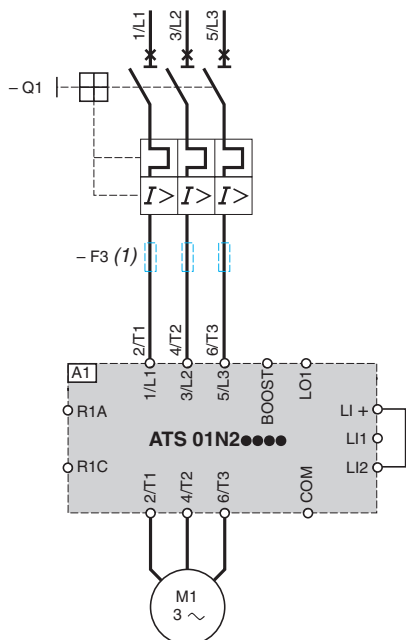 1/L1 3/L2 5/L3
– Q1
I> I> I>
– F3 (1)
2/T1 4/T2 6/T3
A1
1/L1 3/L2 5/L3 BOOST LO1
R1A
LI +
ATS 01N2●●●●
LI1
R1C
LI2
2/T1 4/T2 6/T3 COM
M1
3 ~